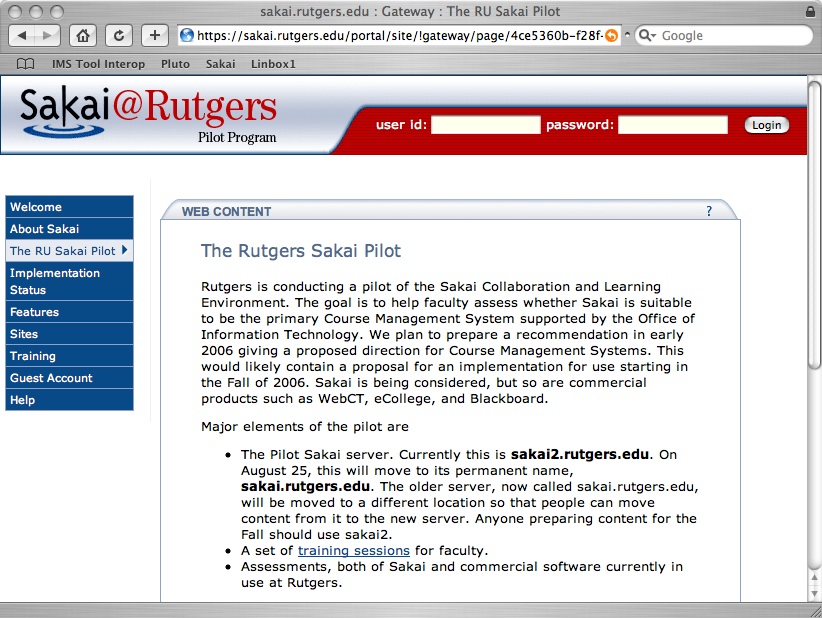 sakai.rutgers.edu : Gateway : The RU Sakai Pilot
https://sakai.rutgers.edu/portal/site/!gateway/page/4ce5360b-f28f-
Google
IMS Tool Interop Pluto Sakai Linbox1
Sakai@Rutgers
Pilot Program
user id: password: Login
Welcome
About Sakai
The RU Sakai Pilot
Implementation
Status
Features
Sites
Training
Guest Account
Help
WEB CONTENT ?
The Rutgers Sakai Pilot
Rutgers is conducting a pilot of the Sakai Collaboration and Learning
Environment. The goal is to help faculty assess whether Sakai is suitable
to be the primary Course Management System supported by the Office of
Information Technology. We plan to prepare a recommendation in early
2006 giving a proposed direction for Course Management Systems. This
would likely contain a proposal for an implementation for use starting in
the Fall of 2006. Sakai is being considered, but so are commercial
products such as WebCT, eCollege, and Blackboard.
Major elements of the pilot are
• The Pilot Sakai server. Currently this is sakai2.rutgers.edu. On
August 25, this will move to its permanent name,
sakai.rutgers.edu. The older server, now called sakai.rutgers.edu,
will be moved to a different location so that people can move
content from it to the new server. Anyone preparing content for the
Fall should use sakai2.
• A set of training sessions for faculty.
• Assessments, both of Sakai and commercial software currently in
use at Rutgers.